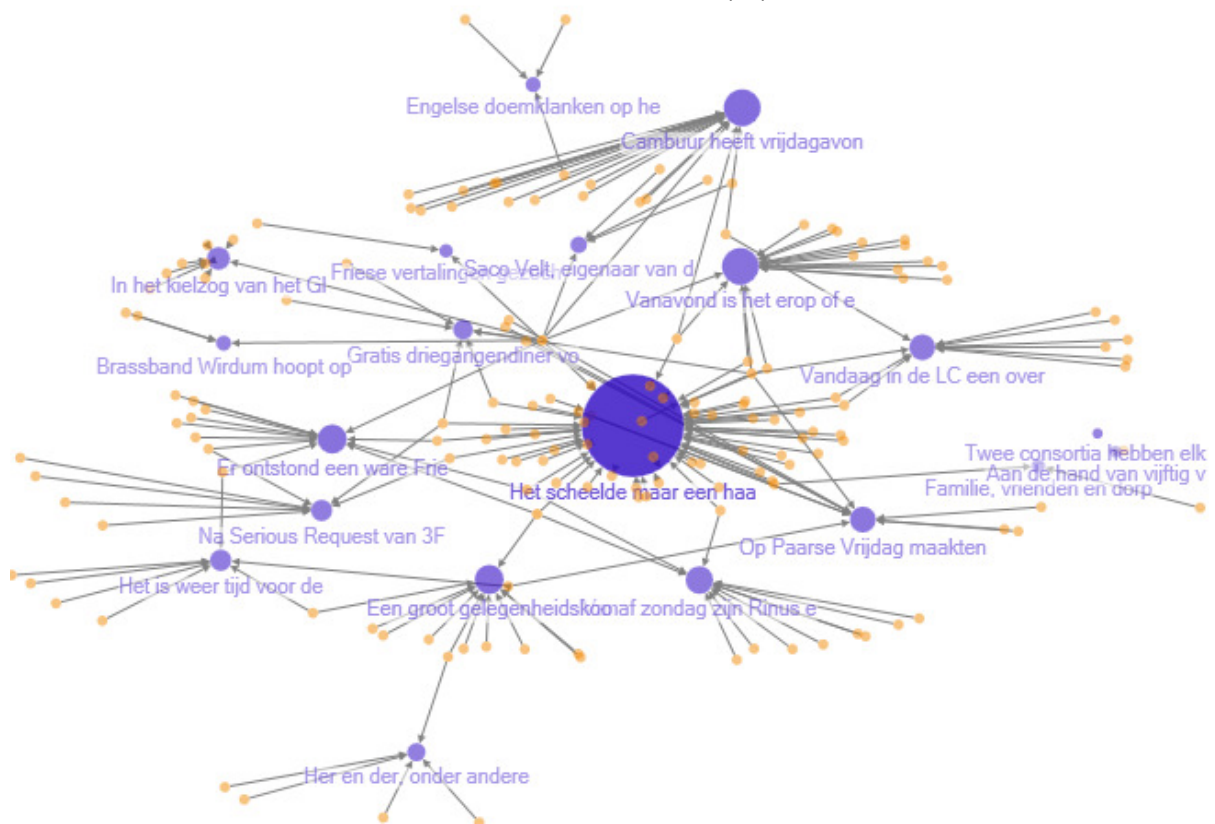 Engelse doemklanken op he
Cambuur heeft vrijdagavon
Saco Velt, eigenaar van d
Friese vertalingen gezocht
In het kielzog van het Gl
Vanavond is het erop of e
Gratis driegangendiner vo
Brassband Wirdum hoopt op
Vandaag in de LC een over
Twee consortia hebben elk
Er ontstond een ware Frie
Aan de hand van vijftig v
Familie, vrienden en dorp
Het scheelde maar een haa
Na Serious Request van 3F
Op Paarse Vrijdag maakten
Het is weer tijd voor de
Een groot gelegenheidskoo
Vanaf zondag zijn Rinus e
Her en der, onder andere